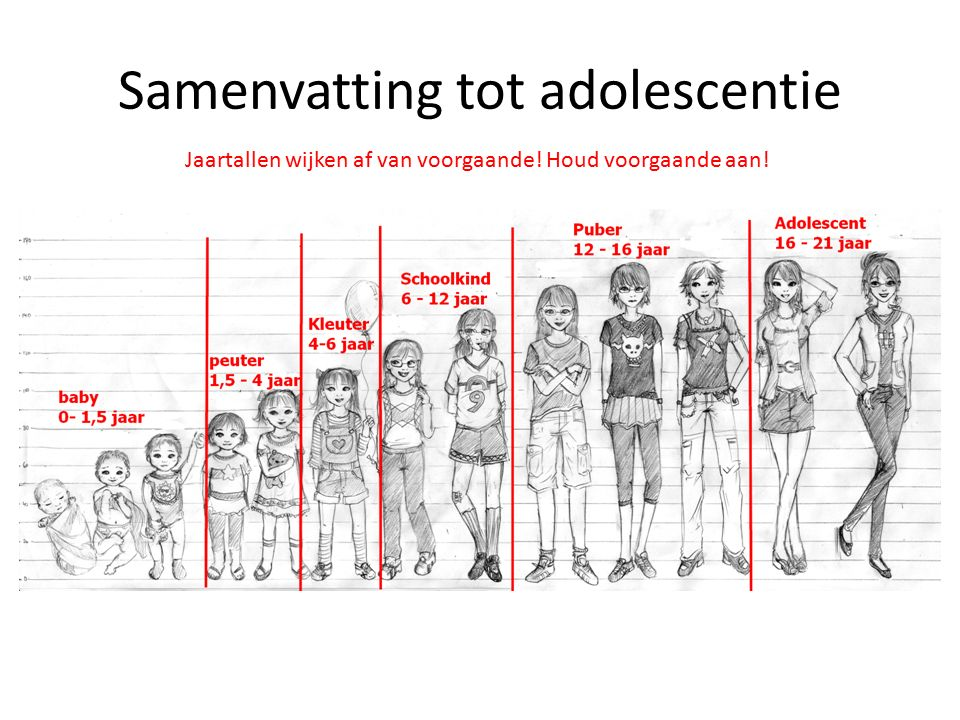 Samenvatting tot adolescentie
Jaartallen wijken af van voorgaande! Houd voorgaande aan!
baby
0- 1,5 jaar
peuter
1,5 - 4 jaar
Kleuter
4-6 jaar
Schoolkind
6 - 12 jaar
Puber
12 - 16 jaar
Adolescent
16 - 21 jaar
9